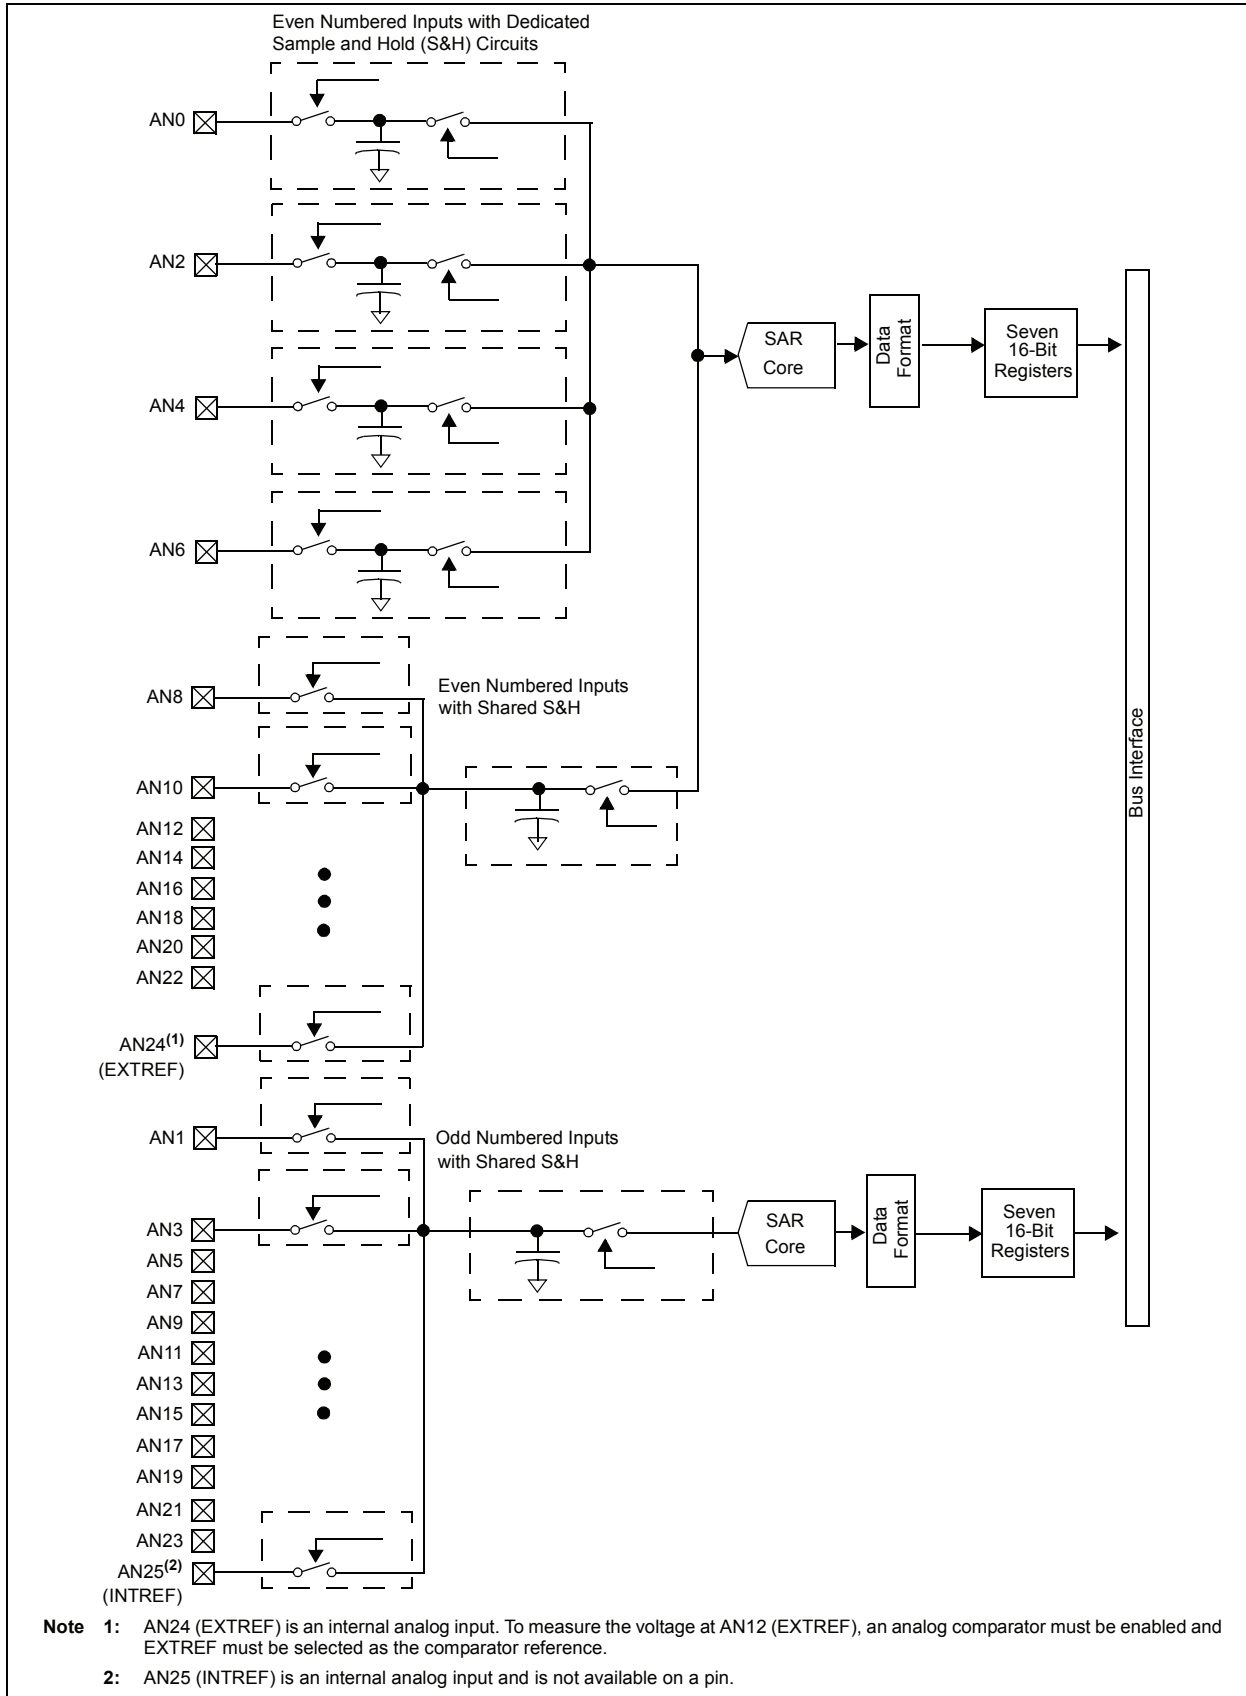 Even Numbered Inputs with Dedicated
Sample and Hold (S&H) Circuits
AN0
AN2
AN4
AN6
SAR
Core
Data
Format
Seven
16-Bit
Registers
Bus Interface
AN8
Even Numbered Inputs
with Shared S&H
AN10
AN12
AN14
AN16
AN18
AN20
AN22
AN24(1)
(EXTREF)
AN1
Odd Numbered Inputs
with Shared S&H
AN3
SAR
Core
Data
Format
Seven
16-Bit
Registers
AN5
AN7
AN9
AN11
AN13
AN15
AN17
AN19
AN21
AN23
AN25(2)
(INTREF)
Note 1: AN24 (EXTREF) is an internal analog input. To measure the voltage at AN12 (EXTREF), an analog comparator must be enabled and
EXTREF must be selected as the comparator reference.
2: AN25 (INTREF) is an internal analog input and is not available on a pin.